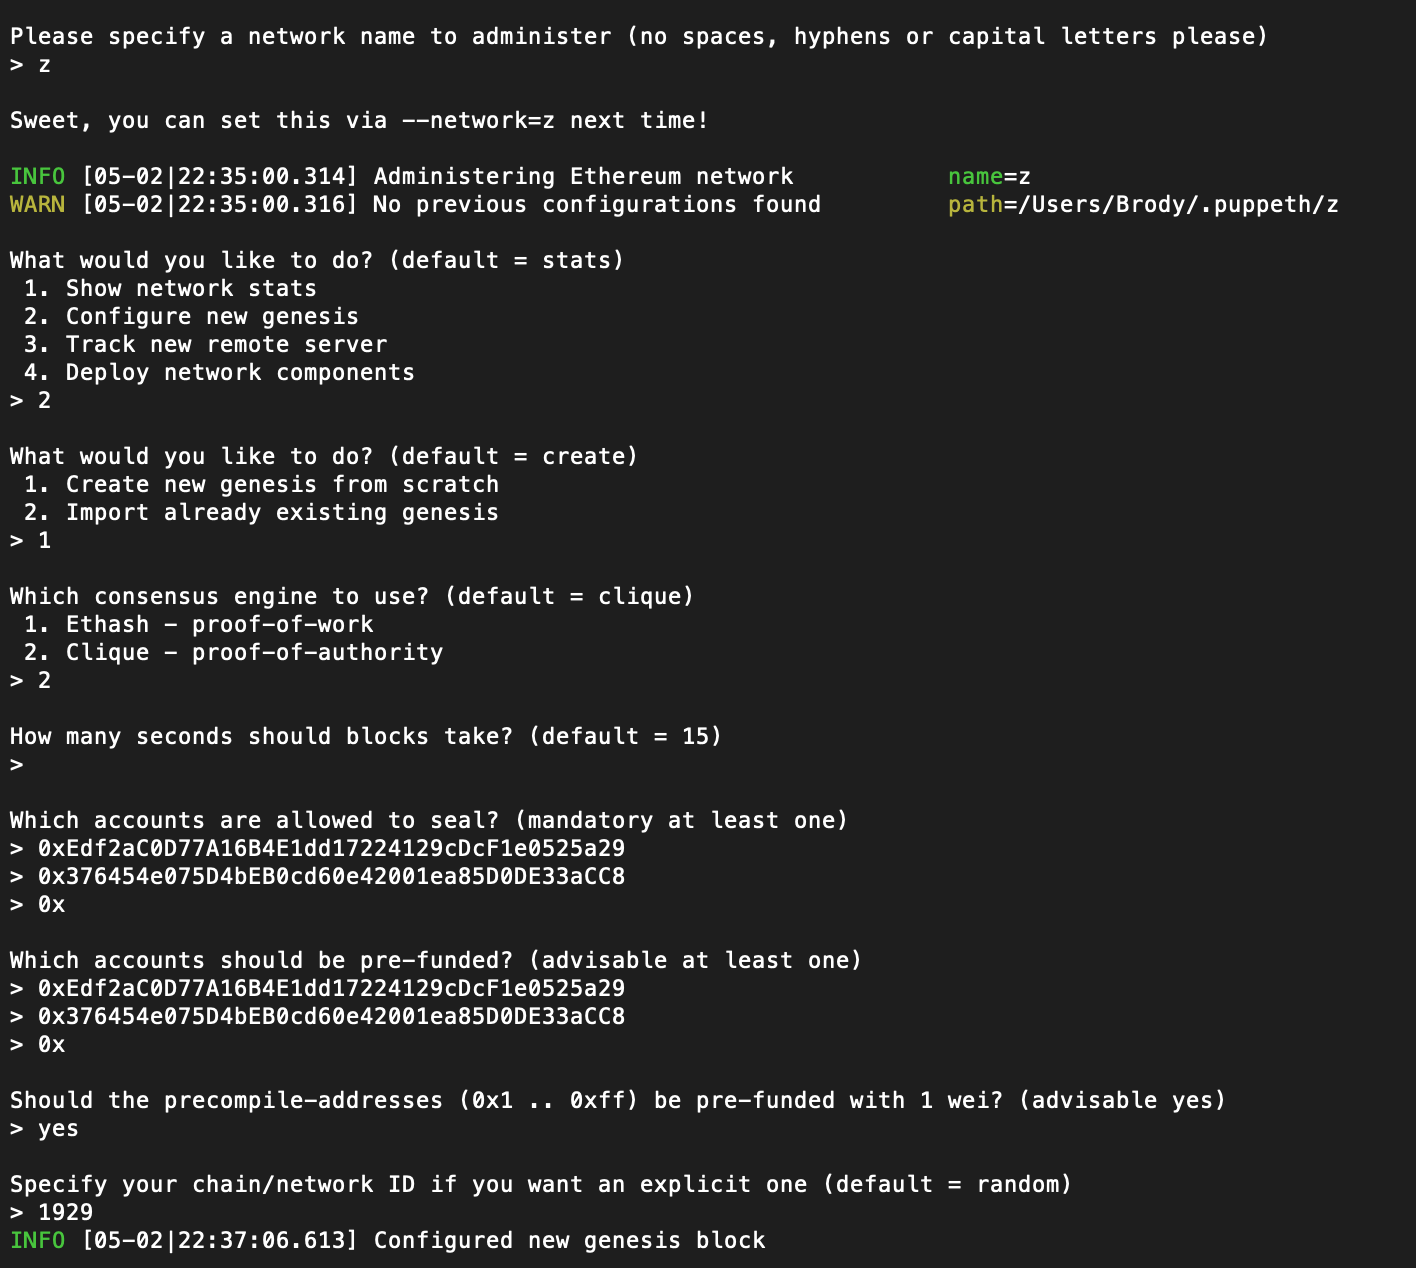 Please specify a network name to administer (no spaces, hyphens or capital letters please)
> z
Sweet, you can set this via --network=z next time!
INFO [05-02|22:35:00.314] Administering Ethereum network           name=z
WARN [05-02|22:35:00.316] No previous configurations found         path=/Users/Brody/.puppeth/z
What would you like to do? (default = stats)
 1. Show network stats
 2. Configure new genesis
 3. Track new remote server
 4. Deploy network components
> 2
What would you like to do? (default = create)
 1. Create new genesis from scratch
 2. Import already existing genesis
> 1
Which consensus engine to use? (default = clique)
 1. Ethash - proof-of-work
 2. Clique - proof-of-authority
> 2
How many seconds should blocks take? (default = 15)
>
Which accounts are allowed to seal? (mandatory at least one)
> 0xEdf2aC0D77A16B4E1dd17224129cDcF1e0525a29
> 0x376454e075D4bEB0cd60e42001ea85D0DE33aCC8
> 0x
Which accounts should be pre-funded? (advisable at least one)
> 0xEdf2aC0D77A16B4E1dd17224129cDcF1e0525a29
> 0x376454e075D4bEB0cd60e42001ea85D0DE33aCC8
> 0x
Should the precompile-addresses (0x1 .. 0xff) be pre-funded with 1 wei? (advisable yes)
> yes
Specify your chain/network ID if you want an explicit one (default = random)
> 1929
INFO [05-02|22:37:06.613] Configured new genesis block